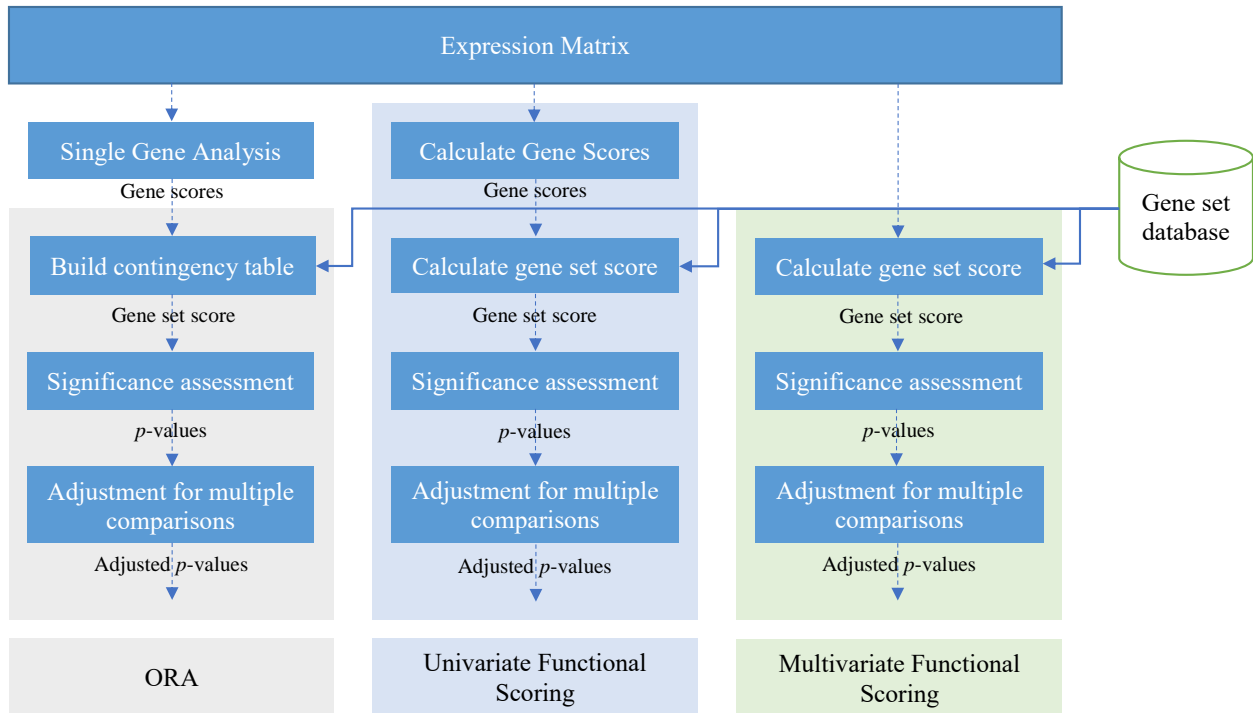 Expression Matrix
Single Gene Analysis
Gene scores
Build contingency table
Gene set score
Significance assessment
p-values
Adjustment for multiple
comparisons
Adjusted p-values
ORA
Calculate Gene Scores
Gene scores
Calculate gene set score
Gene set score
Significance assessment
p-values
Adjustment for multiple
comparisons
Adjusted p-values
Univariate Functional
Scoring
Calculate gene set score
Gene set score
Significance assessment
p-values
Adjustment for multiple
comparisons
Adjusted p-values
Multivariate Functional
Scoring
Gene set
database